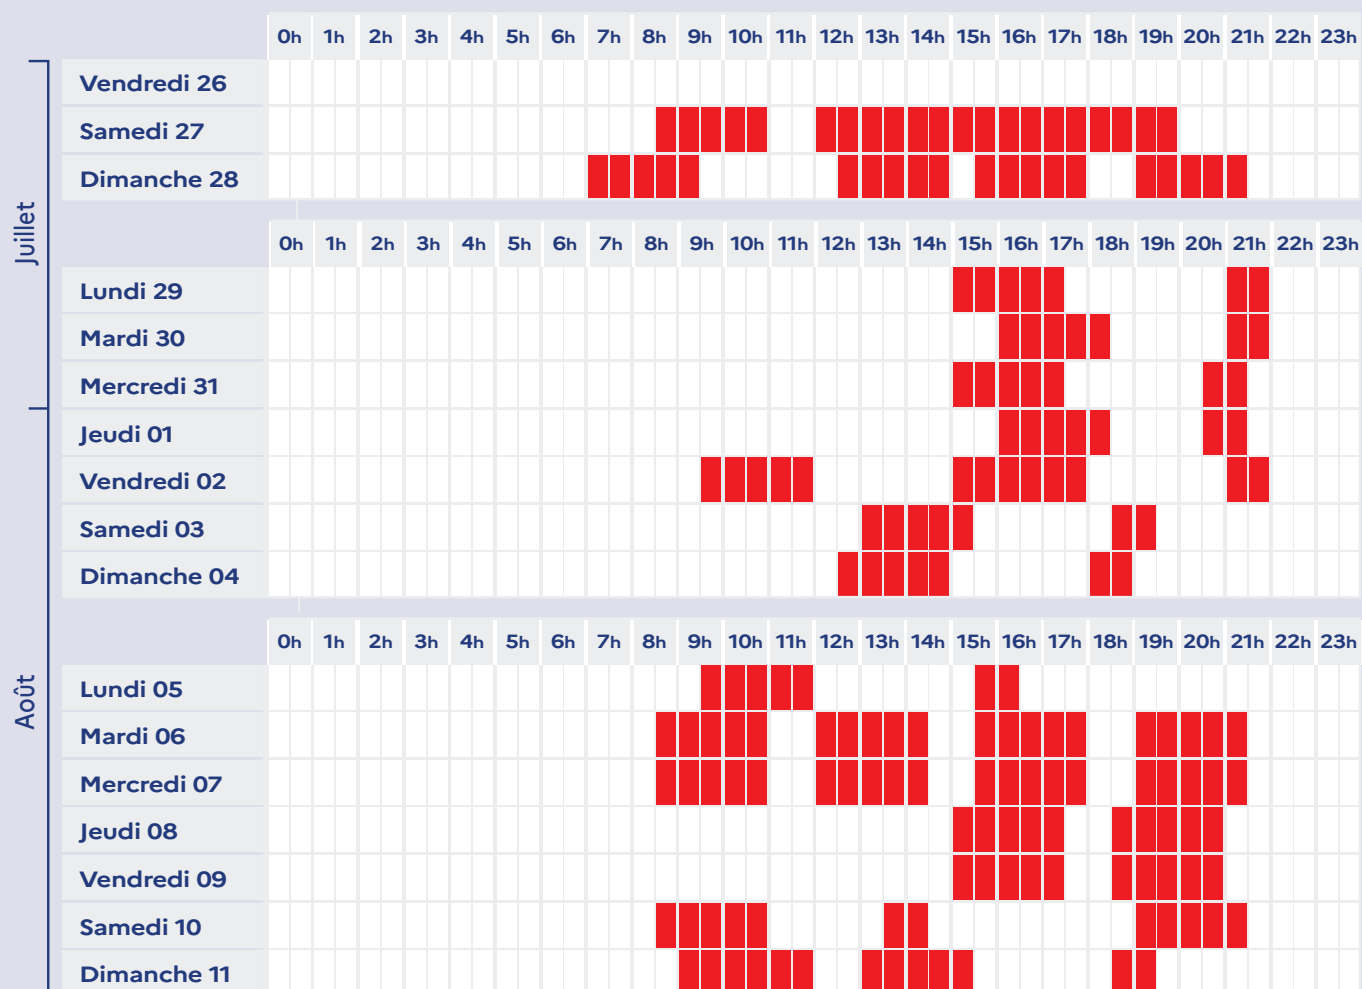 0h 1h 2h 3h 4h 5h 6h 7h 8h 9h 10h 11h 12h 13h 14h 15h 16h 17h 18h 19h 20h 21h 22h 23h
Juillet
Vendredi 26
Samedi 27
Dimanche 28
0h 1h 2h 3h 4h 5h 6h 7h 8h 9h 10h 11h 12h 13h 14h 15h 16h 17h 18h 19h 20h 21h 22h 23h
Lundi 29
Mardi 30
Mercredi 31
Août
Jeudi 01
Vendredi 02
Samedi 03
Dimanche 04
0h 1h 2h 3h 4h 5h 6h 7h 8h 9h 10h 11h 12h 13h 14h 15h 16h 17h 18h 19h 20h 21h 22h 23h
Lundi 05
Mardi 06
Mercredi 07
Jeudi 08
Vendredi 09
Samedi 10
Dimanche 11